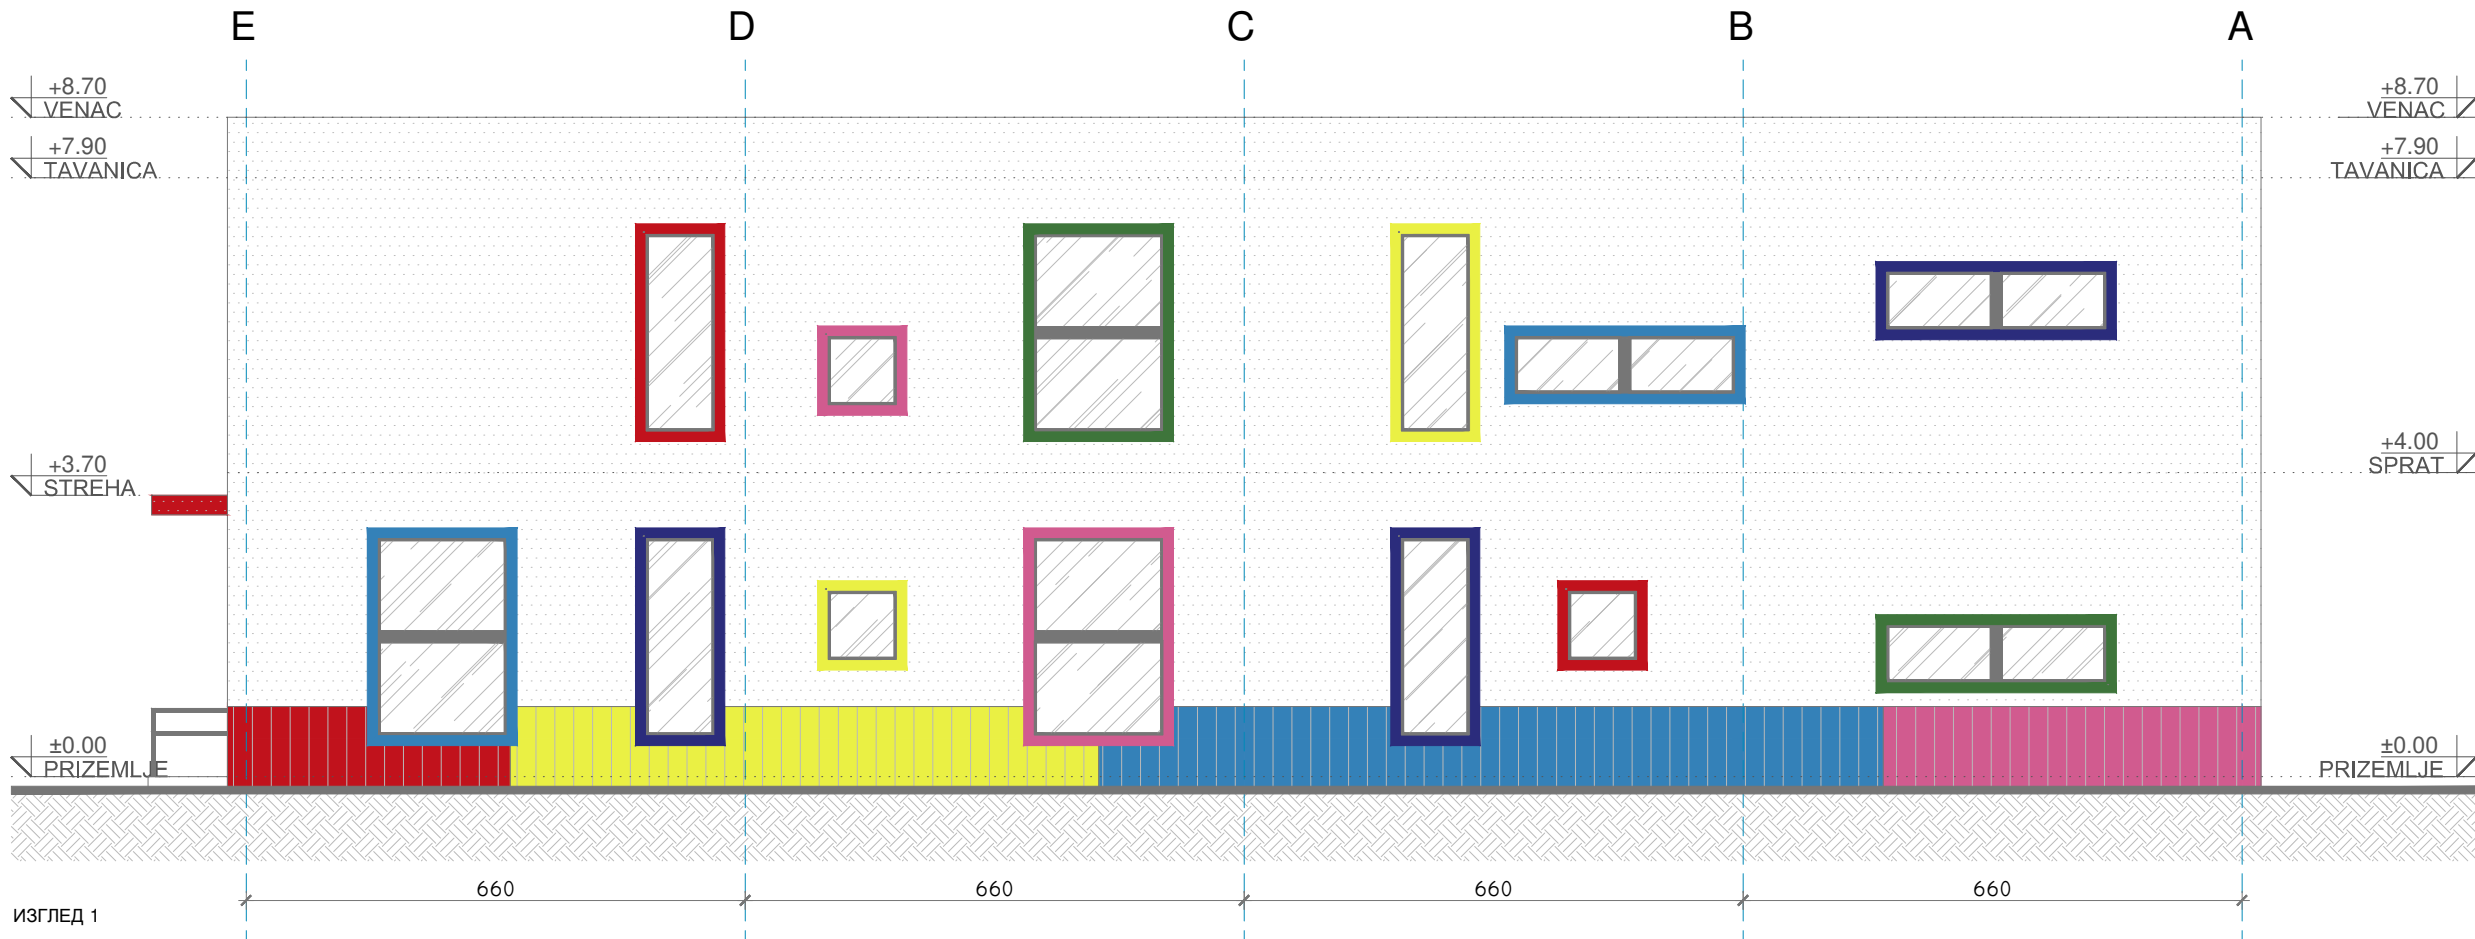 E D C B A
+8.70 +8.70
VENAC VENAC
+7.90 +7.90
TAVANICA TAVANICA
+3.70 +4.00
STREHA SPRAT
±0.00 ±0.00
PRIZEMLJE PRIZEMLJE
660 660 660 660
ИЗГЛЕД 1